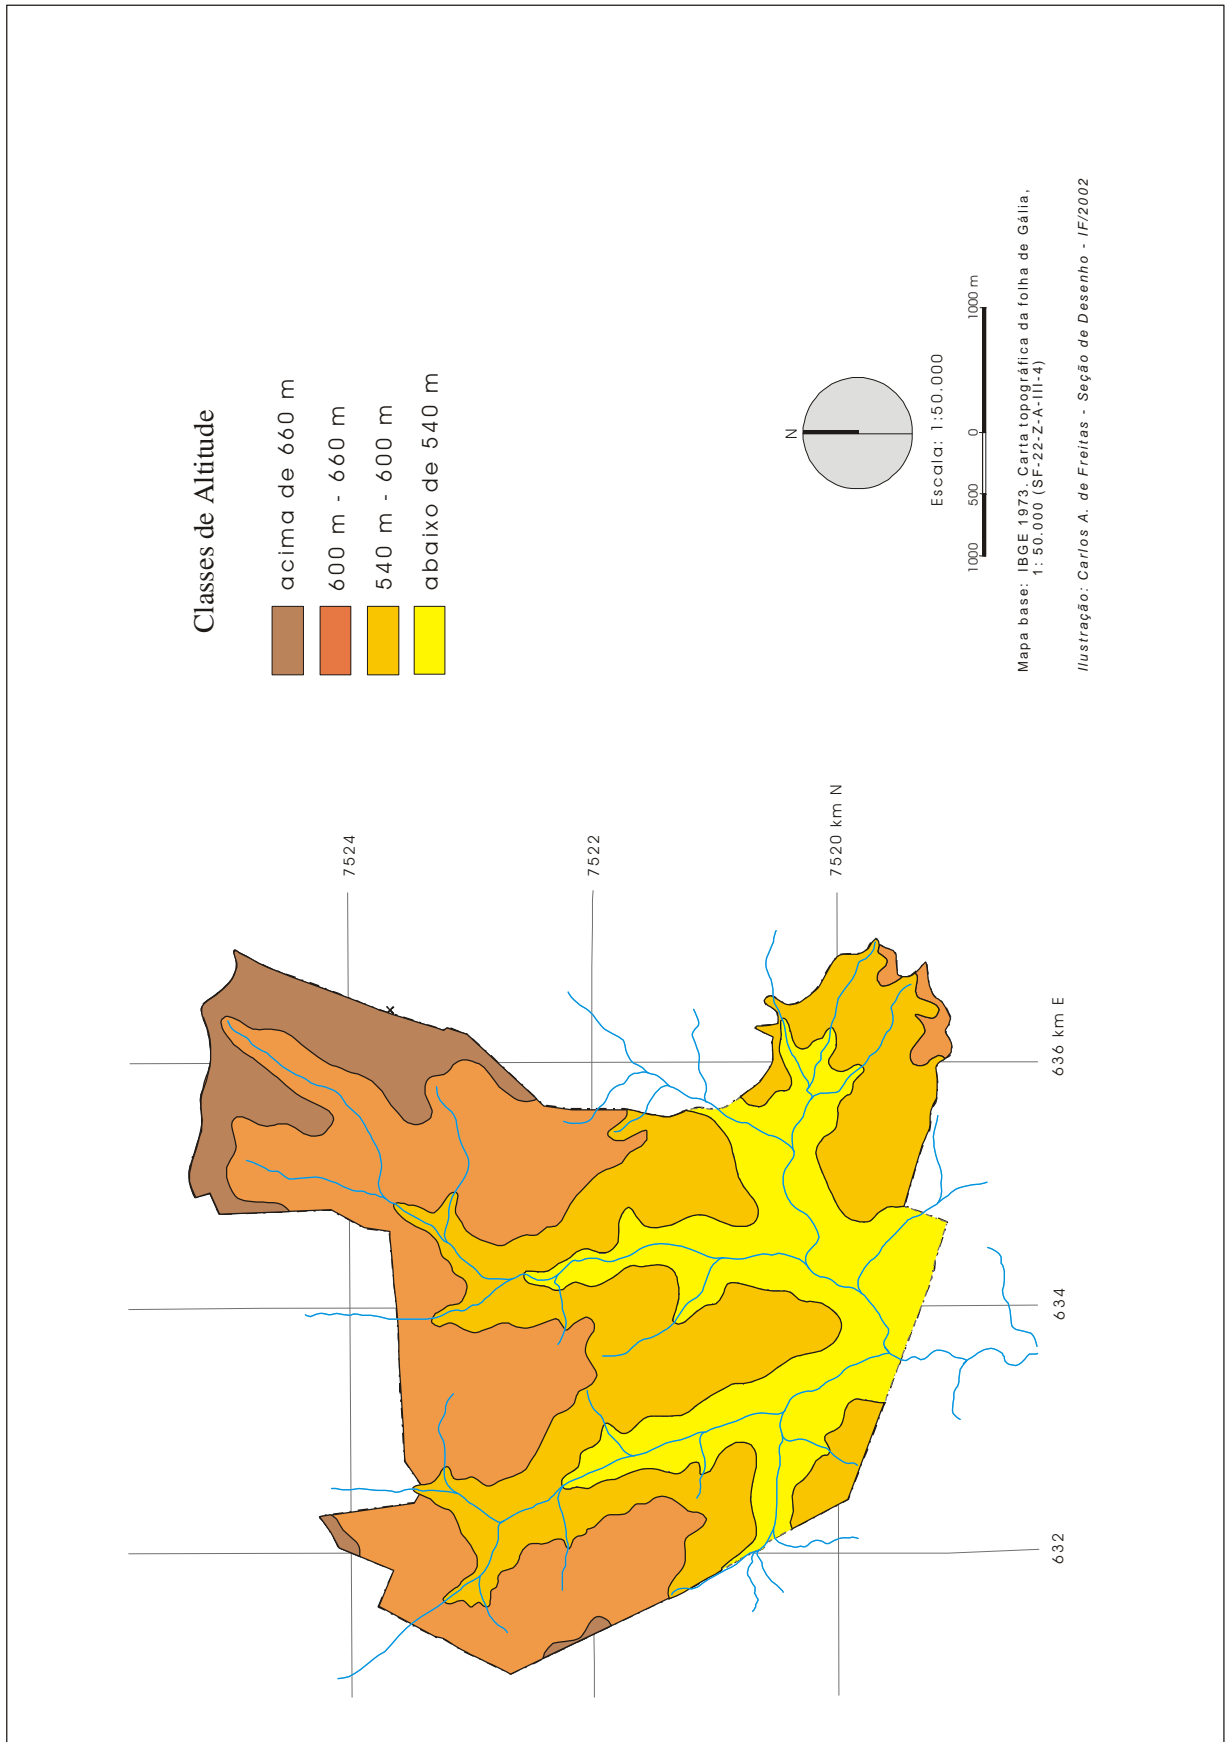 Classes de Altitude
acima de 660 m
600 m - 660 m
540 m - 600 m
abaixo de 540 m
N
Escala: 1:50.000
1000 500 0 1000 m
Mapa base: IBGE 1973. Carta topográfica da folha de Gália,
1: 50.000 (SF-22-Z-A-III-4)
Ilustração: Carlos A. de Freitas - Seção de Desenho - IF/2002
7524
7522
7520 km N
636 km E
634
632